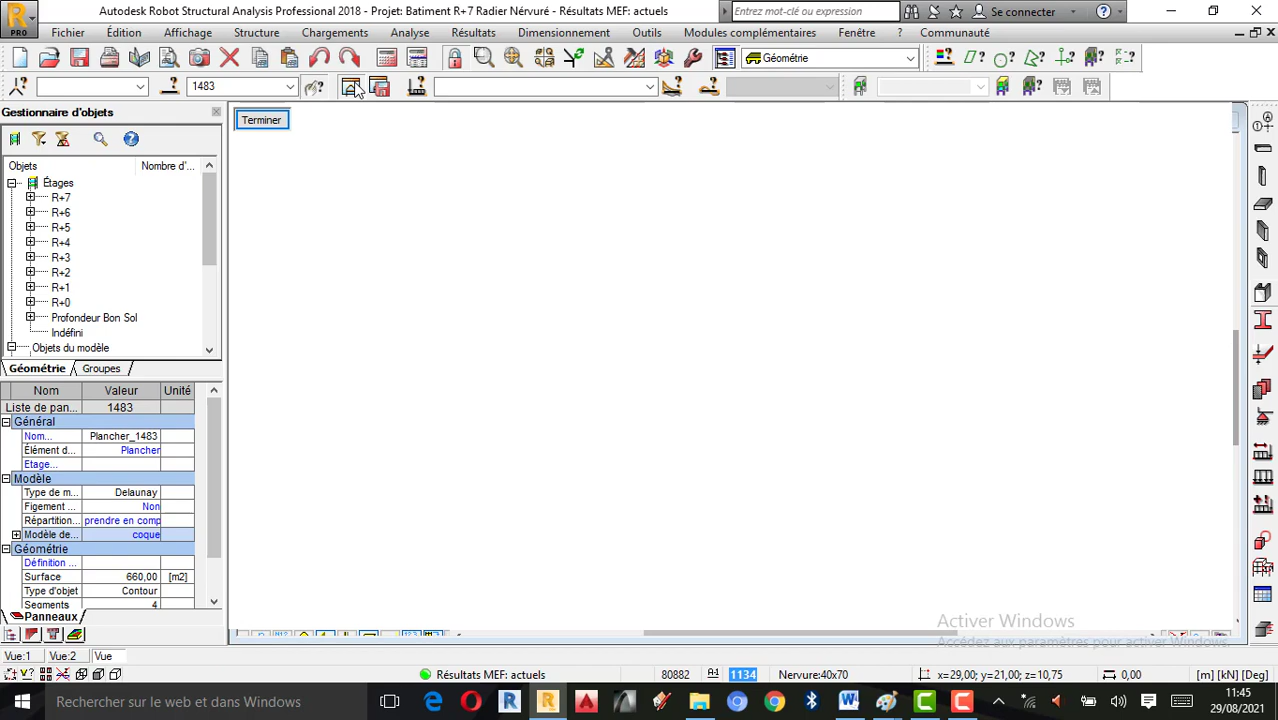 Autodesk Robot Structural Analysis Professional 2018 - Projet: Batiment R+7 Radier Nérvuré - Résultats MEF: actuels
Entrez mot-clé ou expression
Se connecter
PRO
Fichier Édition Affichage Structure Chargements Analyse Résultats Dimensionnement Outils Modules complémentaires Fenêtre ? Communauté
Géométrie
1483
Gestionnaire d'objets
Terminer
Objets Nombre d'...
Étages
R+7
R+6
R+5
R+4
R+3
R+2
R+1
R+0
Profondeur Bon Sol
Indéfini
Objets du modèle
Géométrie Groupes
Nom Valeur Unité
Liste de pan... 1483
Général
Nom... Plancher_1483
Élément d... Plancher
Etage...
Modèle
Type de m... Delaunay
Figement ... Non
Répartition... prendre en comp
Modèle de... coque
Géométrie
Définition ...
Surface 660,00 [m2]
Type d'objet Contour
Segments 4
Panneaux
Activer Windows
Accédez aux paramètres pour activer Windows.
Vue:1 Vue:2 Vue
Résultats MEF: actuels 80882 1134 Nervure:40x70 x=29,00; y=21,00; z=10,75 0,00 [m] [kN] [Deg]
Rechercher sur le web et dans Windows
11:45
29/08/2021